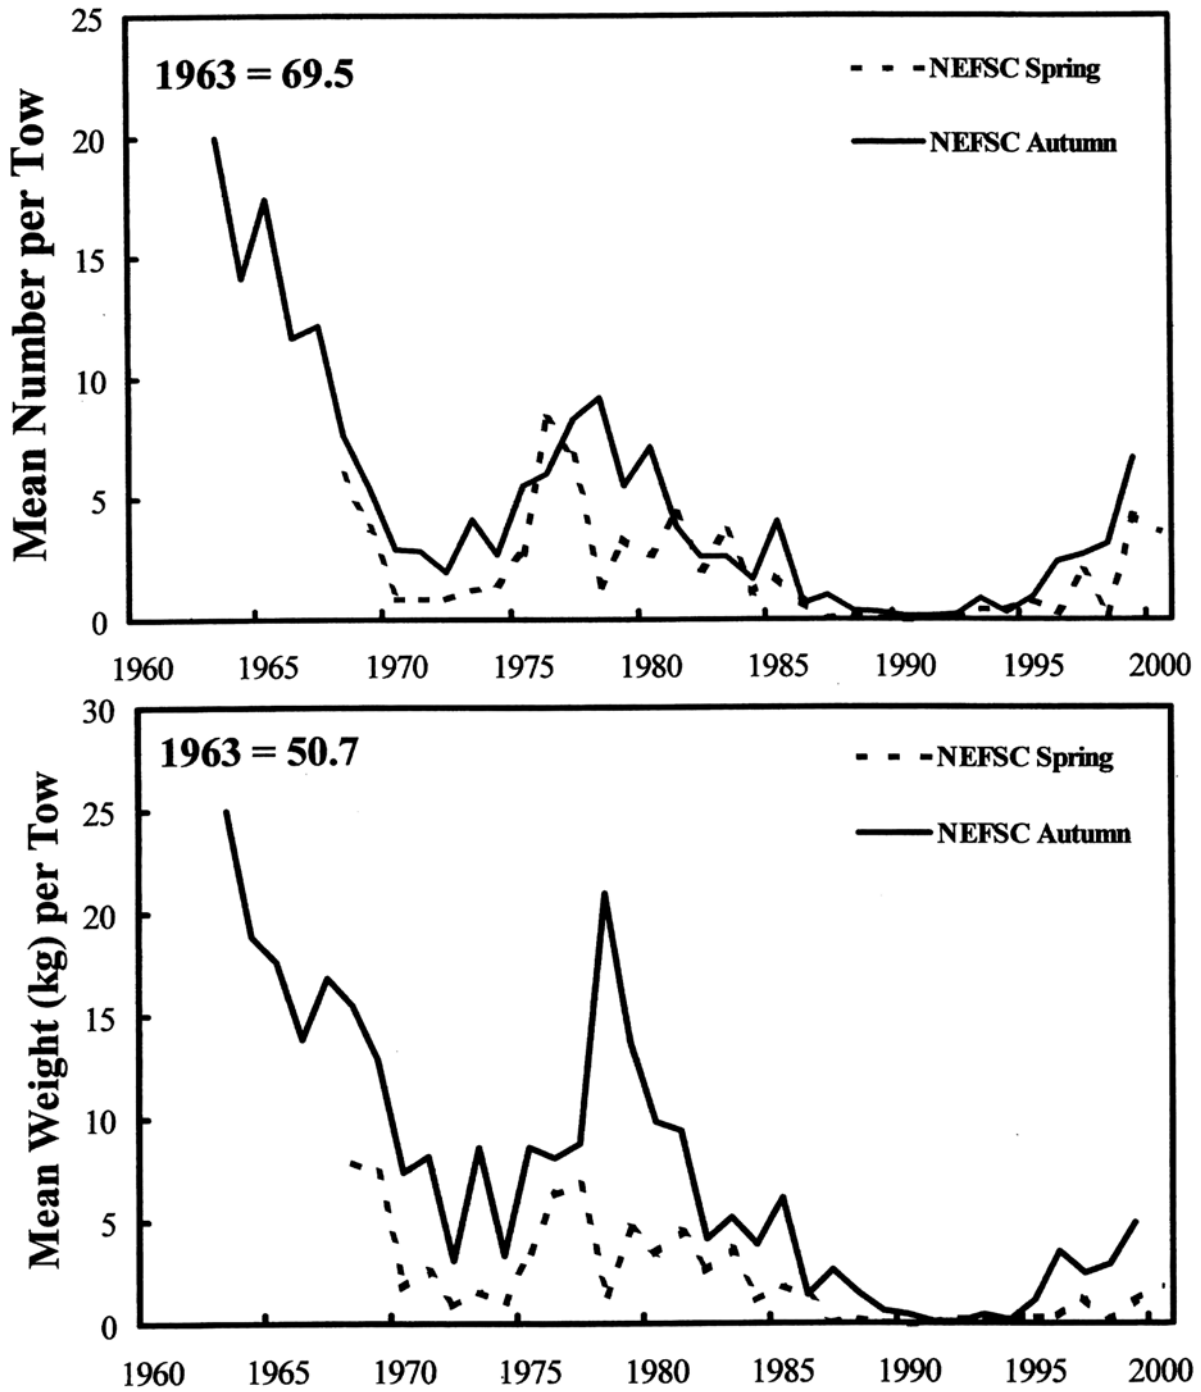 25
1963 = 69.5
NEFSC Spring
20
NEFSC Autumn
15
10
5
0
Mean Number per Tow
1960 1965 1970 1975 1980 1985 1990 1995 2000
30
1963 = 50.7
NEFSC Spring
25
NEFSC Autumn
20
15
10
5
0
Mean Weight (kg) per Tow
1960 1965 1970 1975 1980 1985 1990 1995 2000